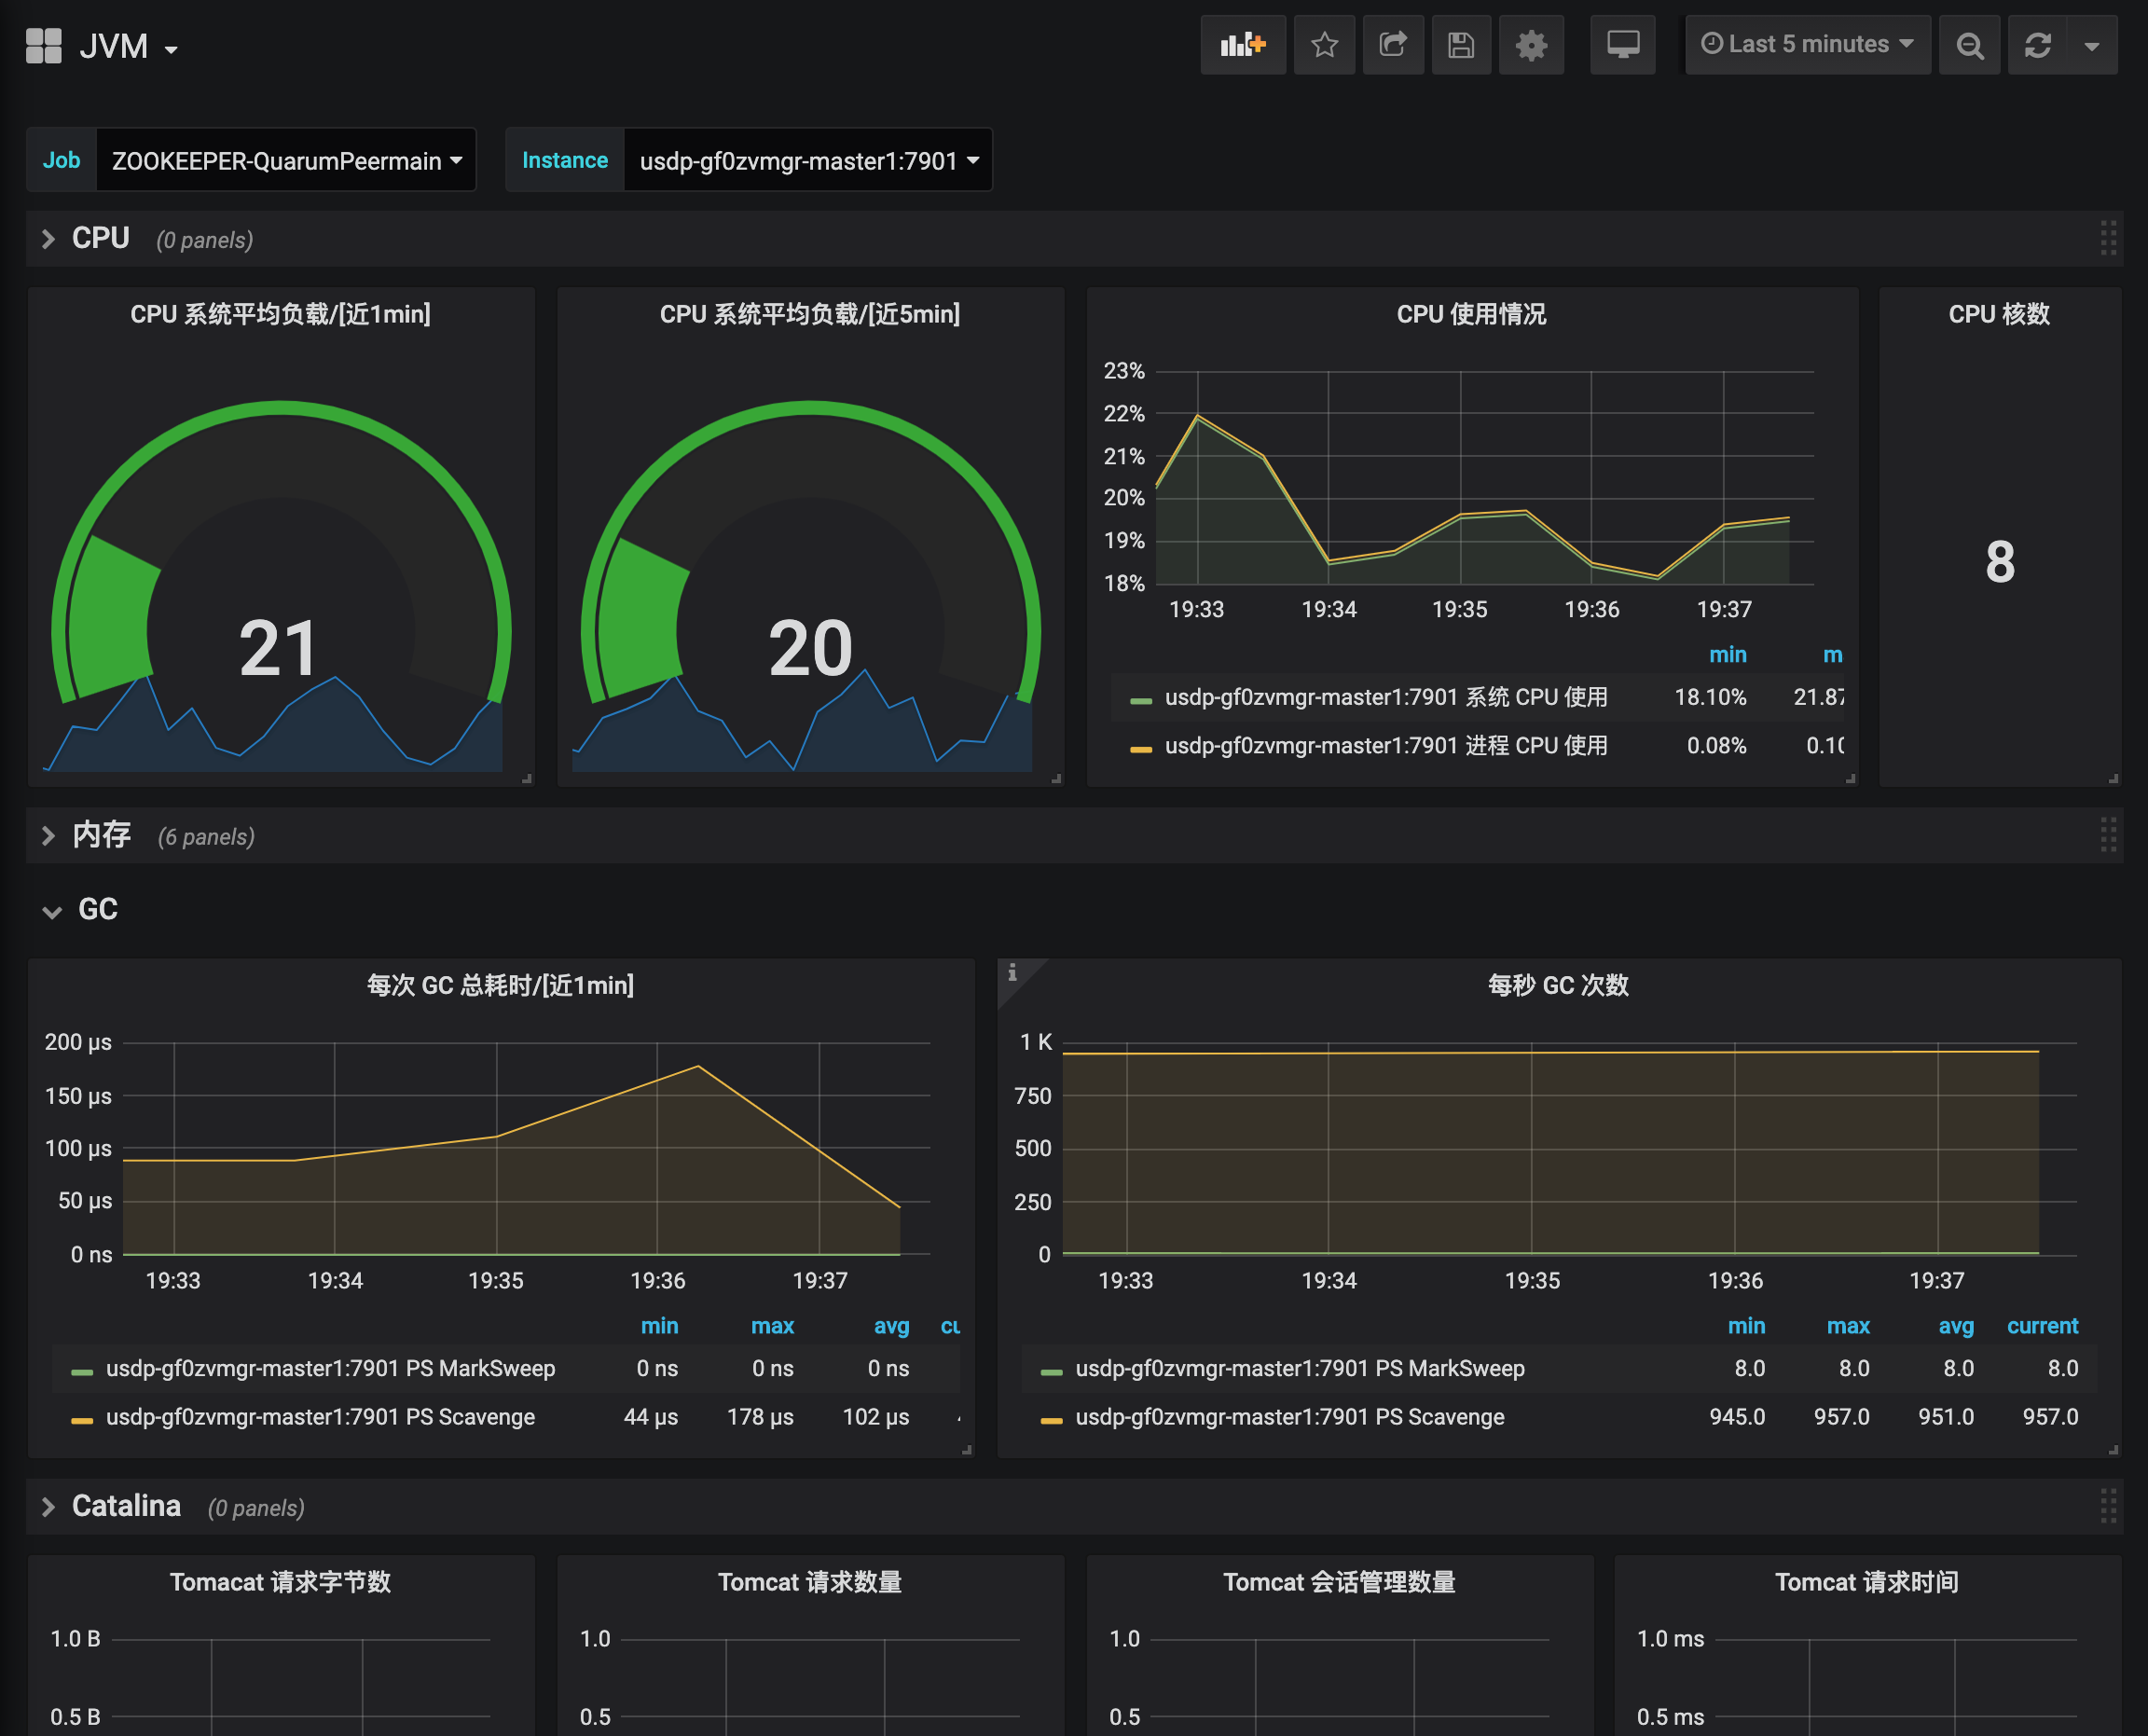 JVM
Last 5 minutes
Job ZOOKEEPER-QuarumPeermain Instance usdp-gf0zvmgr-master1:7901
CPU (0 panels)
CPU 系统平均负载/[近1min]
21
CPU 系统平均负载/[近5min]
20
CPU 使用情况
23%
22%
21%
20%
19%
18%
19:33 19:34 19:35 19:36 19:37
min m
usdp-gf0zvmgr-master1:7901 系统 CPU 使用 18.10% 21.87
usdp-gf0zvmgr-master1:7901 进程 CPU 使用 0.08% 0.10
CPU 核数
8
内存 (6 panels)
GC
每次 GC 总耗时/[近1min]
200 µs
150 µs
100 µs
50 µs
0 ns
19:33 19:34 19:35 19:36 19:37
min max avg cu
usdp-gf0zvmgr-master1:7901 PS MarkSweep 0 ns 0 ns 0 ns
usdp-gf0zvmgr-master1:7901 PS Scavenge 44 µs 178 µs 102 µs
i
每秒 GC 次数
1 K
750
500
250
0
19:33 19:34 19:35 19:36 19:37
min max avg current
usdp-gf0zvmgr-master1:7901 PS MarkSweep 8.0 8.0 8.0 8.0
usdp-gf0zvmgr-master1:7901 PS Scavenge 945.0 957.0 951.0 957.0
Catalina (0 panels)
Tomacat 请求字节数
1.0 B
0.5 B
Tomcat 请求数量
1.0
0.5
Tomcat 会话管理数量
1.0
0.5
Tomcat 请求时间
1.0 ms
0.5 ms